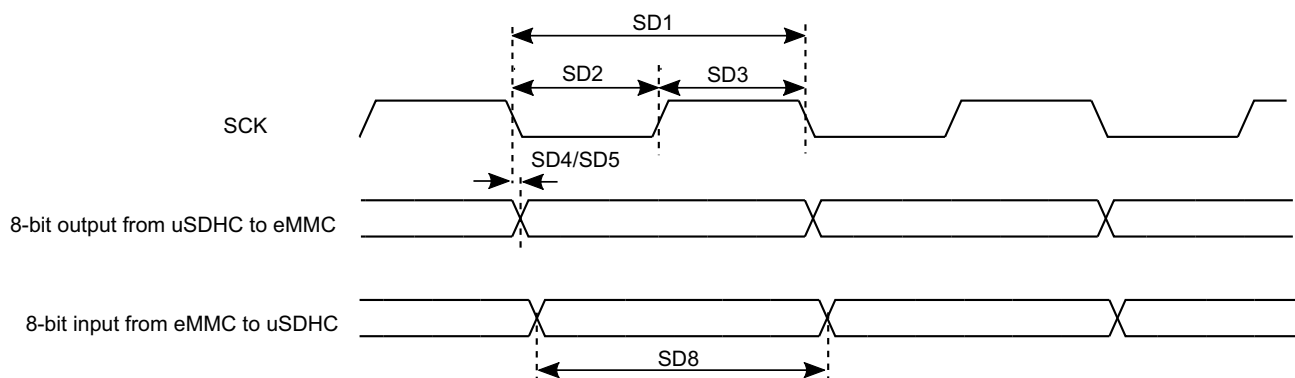 SD1
SD2
SD3
SCK
SD4/SD5
8-bit output from uSDHC to eMMC
8-bit input from eMMC to uSDHC
SD8